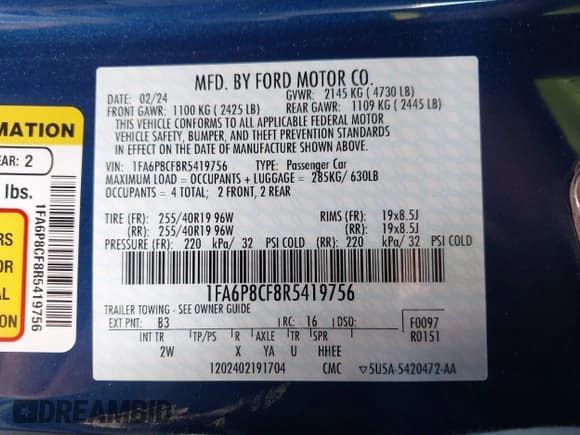 MFD. BY FORD MOTOR CO.
DATE: 02/24 GVWR: 2145 KG ( 4730 LB)
FRONT GAWR: 1100 KG ( 2425 LB) REAR GAWR: 1109 KG ( 2445 LB)
THIS VEHICLE CONFORMS TO ALL APPLICABLE FEDERAL MOTOR
VEHICLE SAFETY, BUMPER, AND THEFT PREVENTION STANDARDS
IN EFFECT ON THE DATE OF MANUFACTURE SHOWN ABOVE.
VIN: 1FA6P8CF8R5419756 TYPE: Passenger Car
MAXIMUM LOAD = OCCUPANTS + LUGGAGE = 285KG/ 630LB
OCCUPANTS = 4 TOTAL; 2 FRONT, 2 REAR
TIRE (FR): 255/40R19 96W RIMS (FR): 19x8.5J
(RR): 255/40R19 96W (RR): 19x8.5J
PRESSURE (FR): 220 kPa/ 32 PSI COLD (RR): 220 kPa/ 32 PSI COLD
1FA6P8CF8R5419756
TRAILER TOWING - SEE OWNER GUIDE
EXT PNT: B3 RC: 16 DSO: F0097
INT TR TP/PS R AXLE TR SPR R0151
2W X YA U HHEE
1202402191704 CMC ▽5U5A-5420472-AA
RMATION
EAR: 2
lbs.
RS
OR
AL
ION
1FA6P8CF8R5419756
DREAMBID